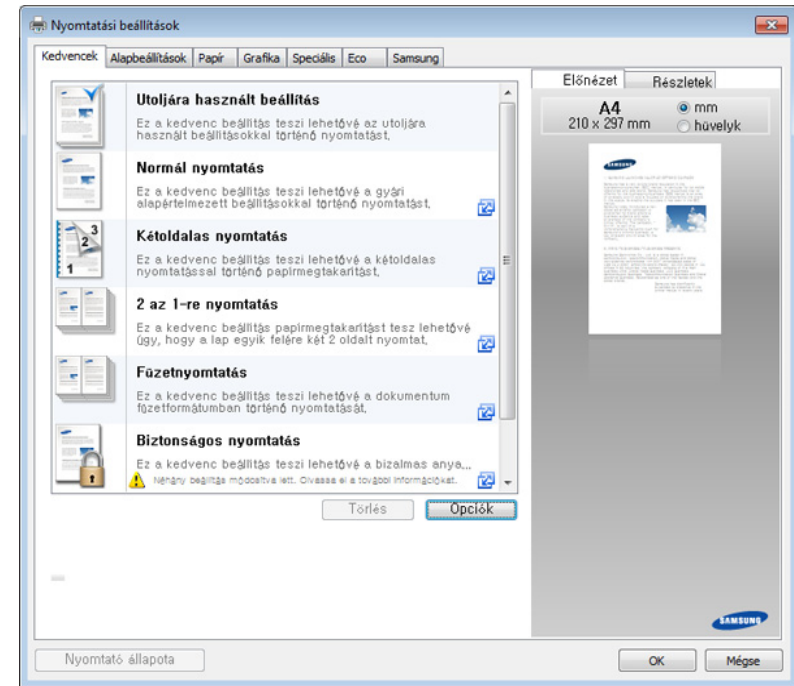 Nyomtatási beállítások
Kedvencek Alapbeállítások Papír Grafika Speciális Eco Samsung
Utoljára használt beállítás
Ez a kedvenc beállítás teszi lehetővé az utoljára
használt beállításokkal történő nyomtatást.
Normál nyomtatás
Ez a kedvenc beállítás teszi lehetővé a gyári
alapértelmezett beállításokkal történő nyomtatást.
Kétoldalas nyomtatás
Ez a kedvenc beállítás teszi lehetővé a kétoldalas
nyomtatással történő papírmegtakarítást.
2 az 1-re nyomtatás
Ez a kedvenc beállítás papírmegtakarítást tesz lehetővé
úgy, hogy a lap egyik felére két 2 oldalt nyomtat.
Füzetnyomtatás
Ez a kedvenc beállítás teszi lehetővé a dokumentum
füzetformátumban történő nyomtatását.
Biztonságos nyomtatás
Ez a kedvenc beállítás teszi lehetővé a bizalmas anya...
Néhány beállítás módosítva lett. Olvassa el a további információkat.
Törlés Opciók
Előnézet Részletek
A4
210 x 297 mm
mm
hüvelyk
SAMSUNG
Nyomtató állapota
OK Mégse